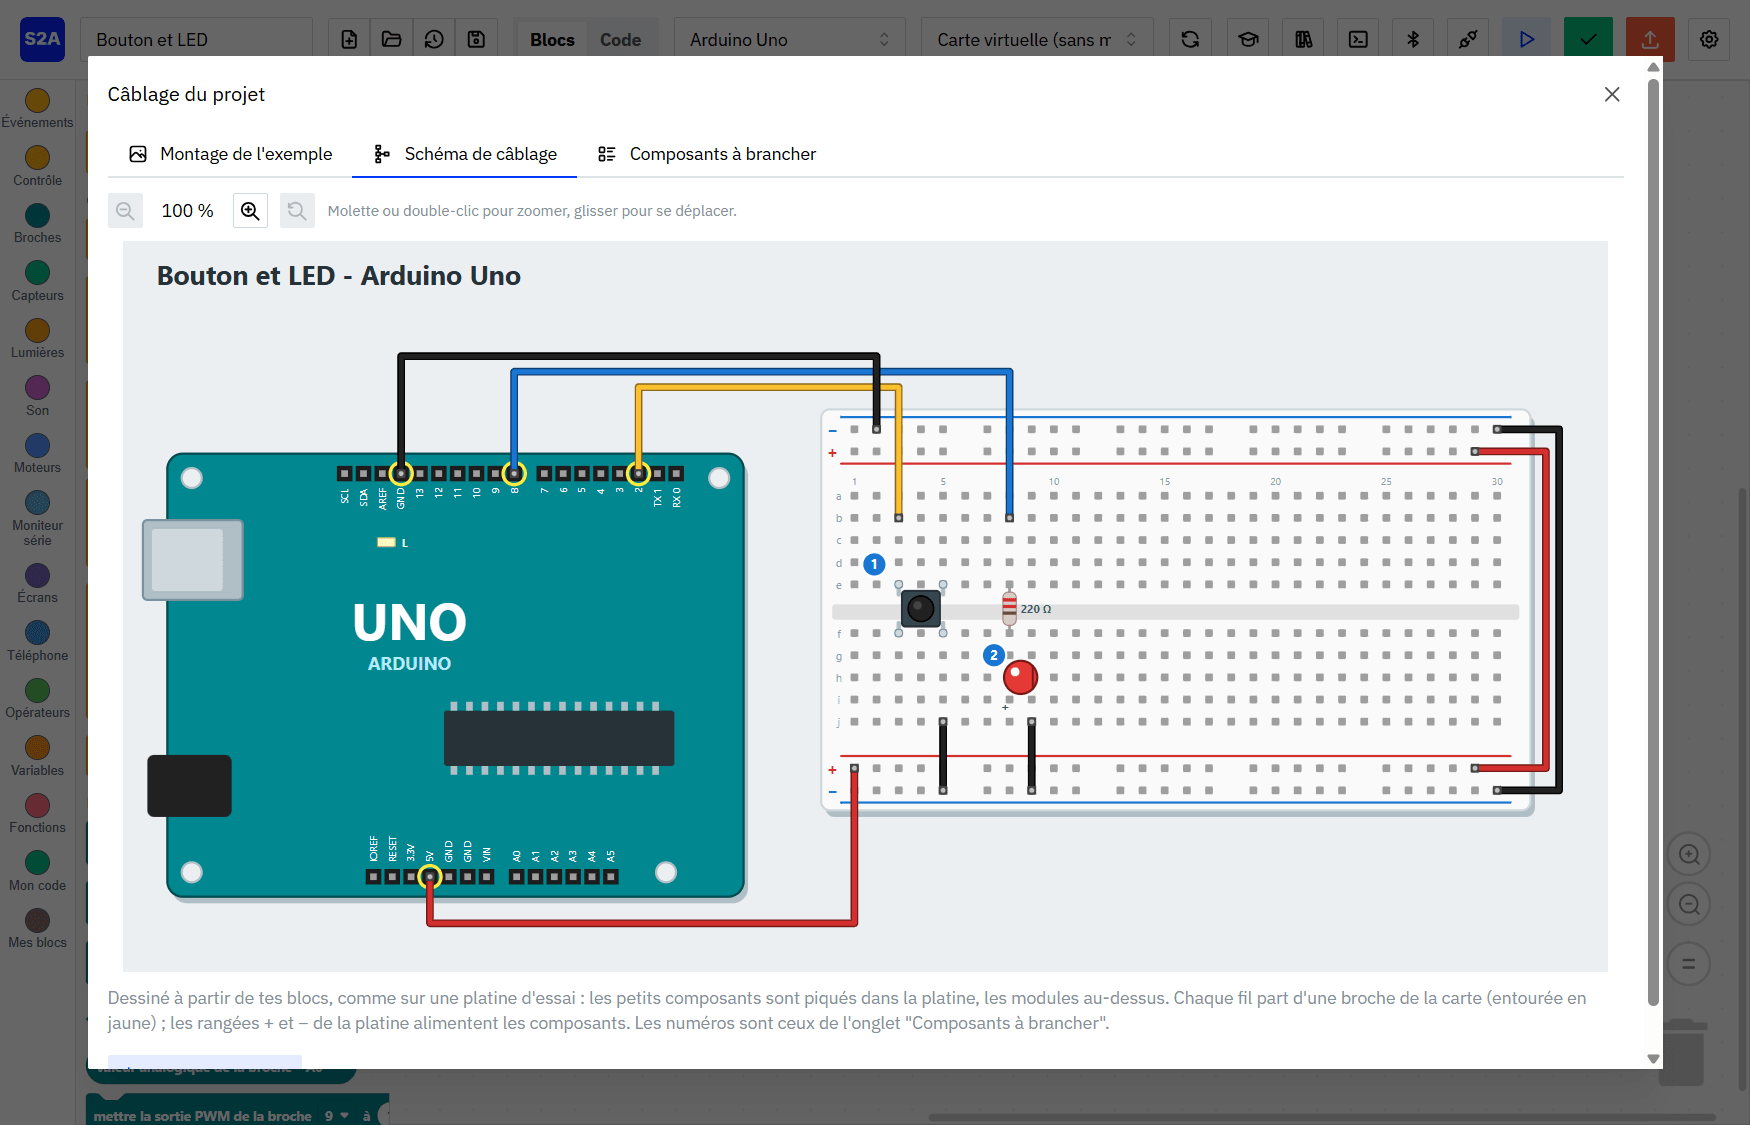 S2A
Bouton et LED
Blocs
Code
Arduino Uno
Carte virtuelle (sans m
Événements
Contrôle
Broches
Capteurs
Lumières
Son
Moteurs
Moniteur
série
Écrans
Téléphone
Opérateurs
Variables
Fonctions
Mon code
Mes blocs
Câblage du projet
Montage de l'exemple
Schéma de câblage
Composants à brancher
100 %
Molette ou double-clic pour zoomer, glisser pour se déplacer.
Bouton et LED - Arduino Uno
SCL SDA AREF GND 13 12 11 10 9 8 7 6 5 4 3 2 TX 1 RX 0
L
UNO
ARDUINO
IOREF RESET 3.3V 5V GND GND VIN A0 A1 A2 A3 A4 A5
−
+
1 5 10 15 20 25 30
a
b
c
d
1
e
220 Ω
f
g
2
h
i
+
j
+
−
Dessiné à partir de tes blocs, comme sur une platine d'essai : les petits composants sont piqués dans la platine, les modules au-dessus. Chaque fil part d'une broche de la carte (entourée en
jaune) ; les rangées + et − de la platine alimentent les composants. Les numéros sont ceux de l'onglet "Composants à brancher".
valeur analogique de la broche A0
mettre la sortie PWM de la broche 9 à